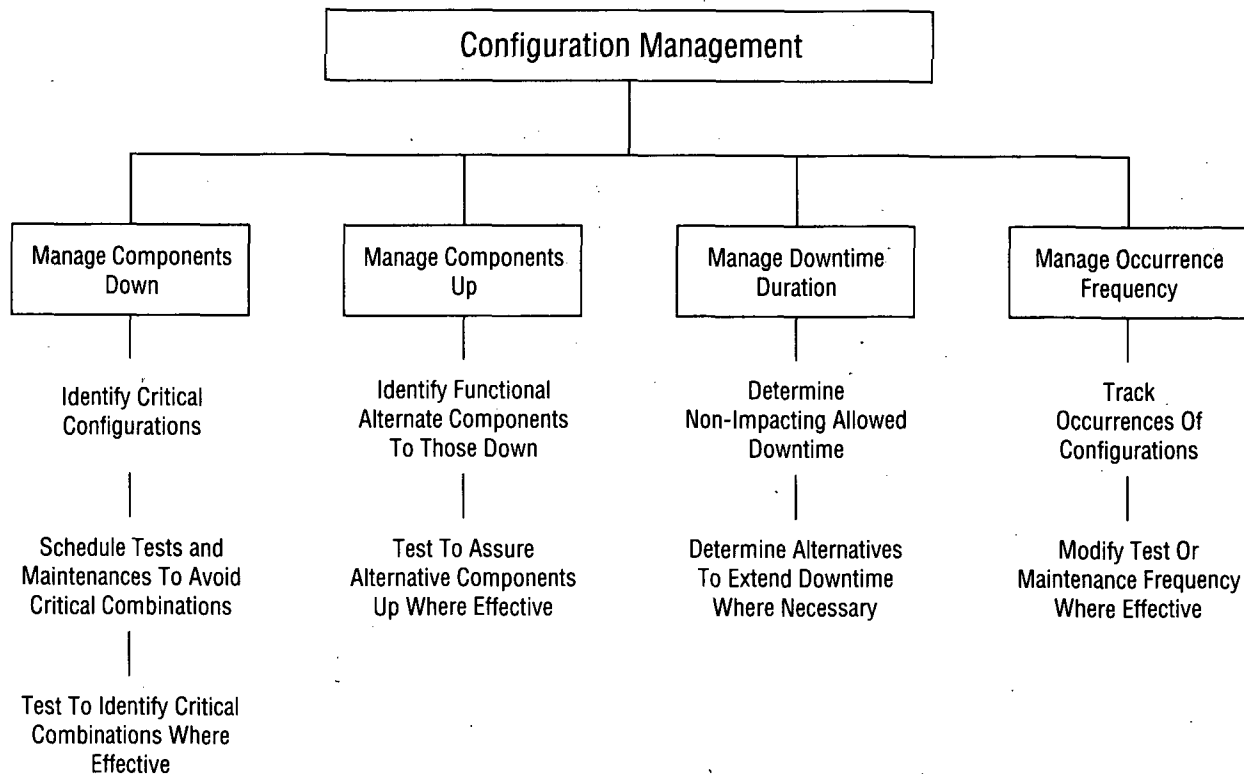 Configuration Management
Manage Components
Down
Identify Critical
Configurations
Schedule Tests and
Maintenances To Avoid
Critical Combinations
Test To Identify Critical
Combinations Where
Effective
Manage Components
Up
Identify Functional
Alternate Components
To Those Down
Test To Assure
Alternative Components
Up Where Effective
Manage Downtime
Duration
Determine
Non-Impacting Allowed
Downtime
Determine Alternatives
To Extend Downtime
Where Necessary
Manage Occurrence
Frequency
Track
Occurrences Of
Configurations
Modify Test Or
Maintenance Frequency
Where Effective